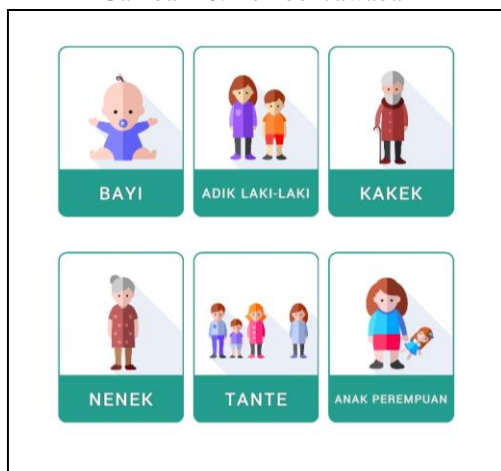 BAYI
ADIK LAKI-LAKI
KAKEK
NENEK
TANTE
ANAK PEREMPUAN